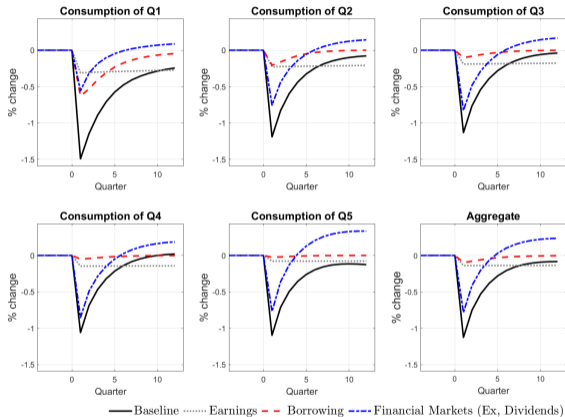 Consumption of Q1
Consumption of Q2
Consumption of Q3
0
-0.5
-1
-1.5
% change
0 5 10
Quarter
0
-0.5
-1
-1.5
% change
0 5 10
Quarter
0
-0.5
-1
-1.5
% change
0 5 10
Quarter
Consumption of Q4
Consumption of Q5
Aggregate
0
-0.5
-1
-1.5
% change
0 5 10
Quarter
0
-0.5
-1
-1.5
% change
0 5 10
Quarter
0
-0.5
-1
-1.5
% change
0 5 10
Quarter
Baseline Earnings Borrowing Financial Markets (Ex, Dividends)